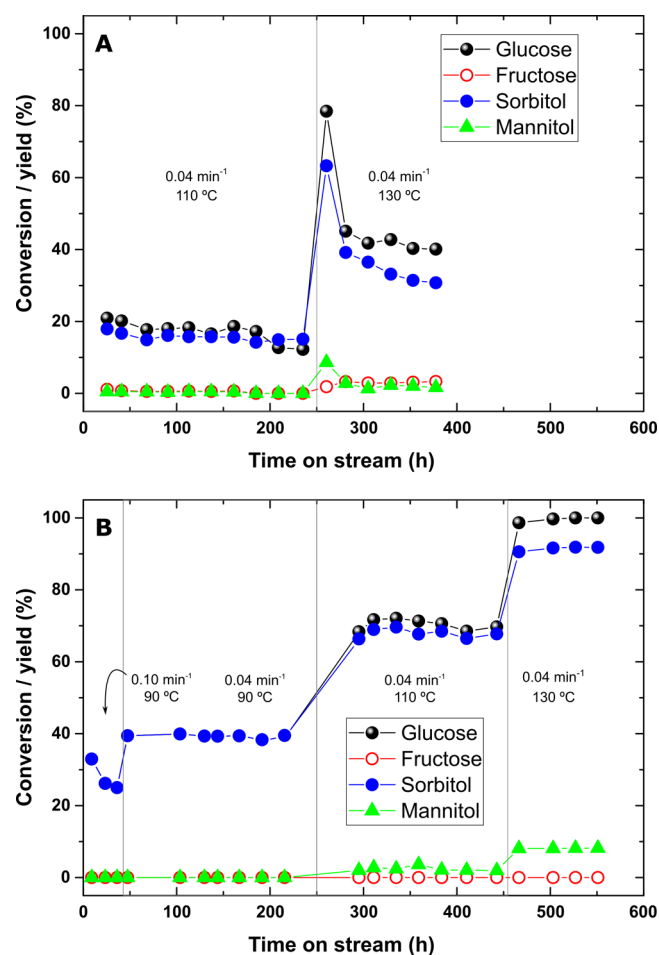 A
Conversion / yield (%)
100
80
60
40
20
0
Glucose
Fructose
Sorbitol
Mannitol
0.04 min⁻¹
110 ºC
0.04 min⁻¹
130 ºC
0 100 200 300 400 500 600
Time on stream (h)
B
Conversion / yield (%)
100
80
60
40
20
0
0.10 min⁻¹
90 ºC
0.04 min⁻¹
90 ºC
0.04 min⁻¹
110 ºC
0.04 min⁻¹
130 ºC
Glucose
Fructose
Sorbitol
Mannitol
0 100 200 300 400 500 600
Time on stream (h)